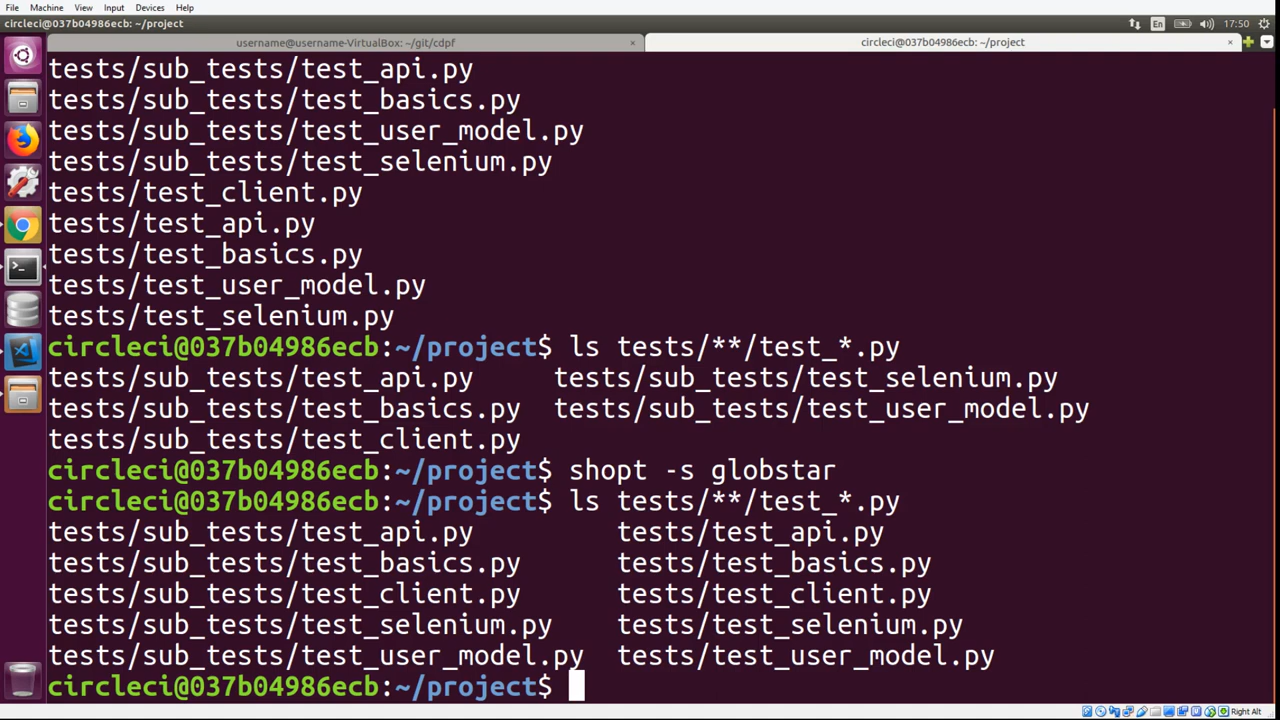 File Machine View Input Devices Help
circleci@037b04986ecb: ~/project En 17:50
username@username-VirtualBox: ~/git/cdpf × circleci@037b04986ecb: ~/project ×
tests/sub_tests/test_api.py
tests/sub_tests/test_basics.py
tests/sub_tests/test_user_model.py
tests/sub_tests/test_selenium.py
tests/test_client.py
tests/test_api.py
tests/test_basics.py
tests/test_user_model.py
tests/test_selenium.py
circleci@037b04986ecb:~/project$ ls tests/**/test_*.py
tests/sub_tests/test_api.py tests/sub_tests/test_selenium.py
tests/sub_tests/test_basics.py tests/sub_tests/test_user_model.py
tests/sub_tests/test_client.py
circleci@037b04986ecb:~/project$ shopt -s globstar
circleci@037b04986ecb:~/project$ ls tests/**/test_*.py
tests/sub_tests/test_api.py tests/test_api.py
tests/sub_tests/test_basics.py tests/test_basics.py
tests/sub_tests/test_client.py tests/test_client.py
tests/sub_tests/test_selenium.py tests/test_selenium.py
tests/sub_tests/test_user_model.py tests/test_user_model.py
circleci@037b04986ecb:~/project$
Right Alt